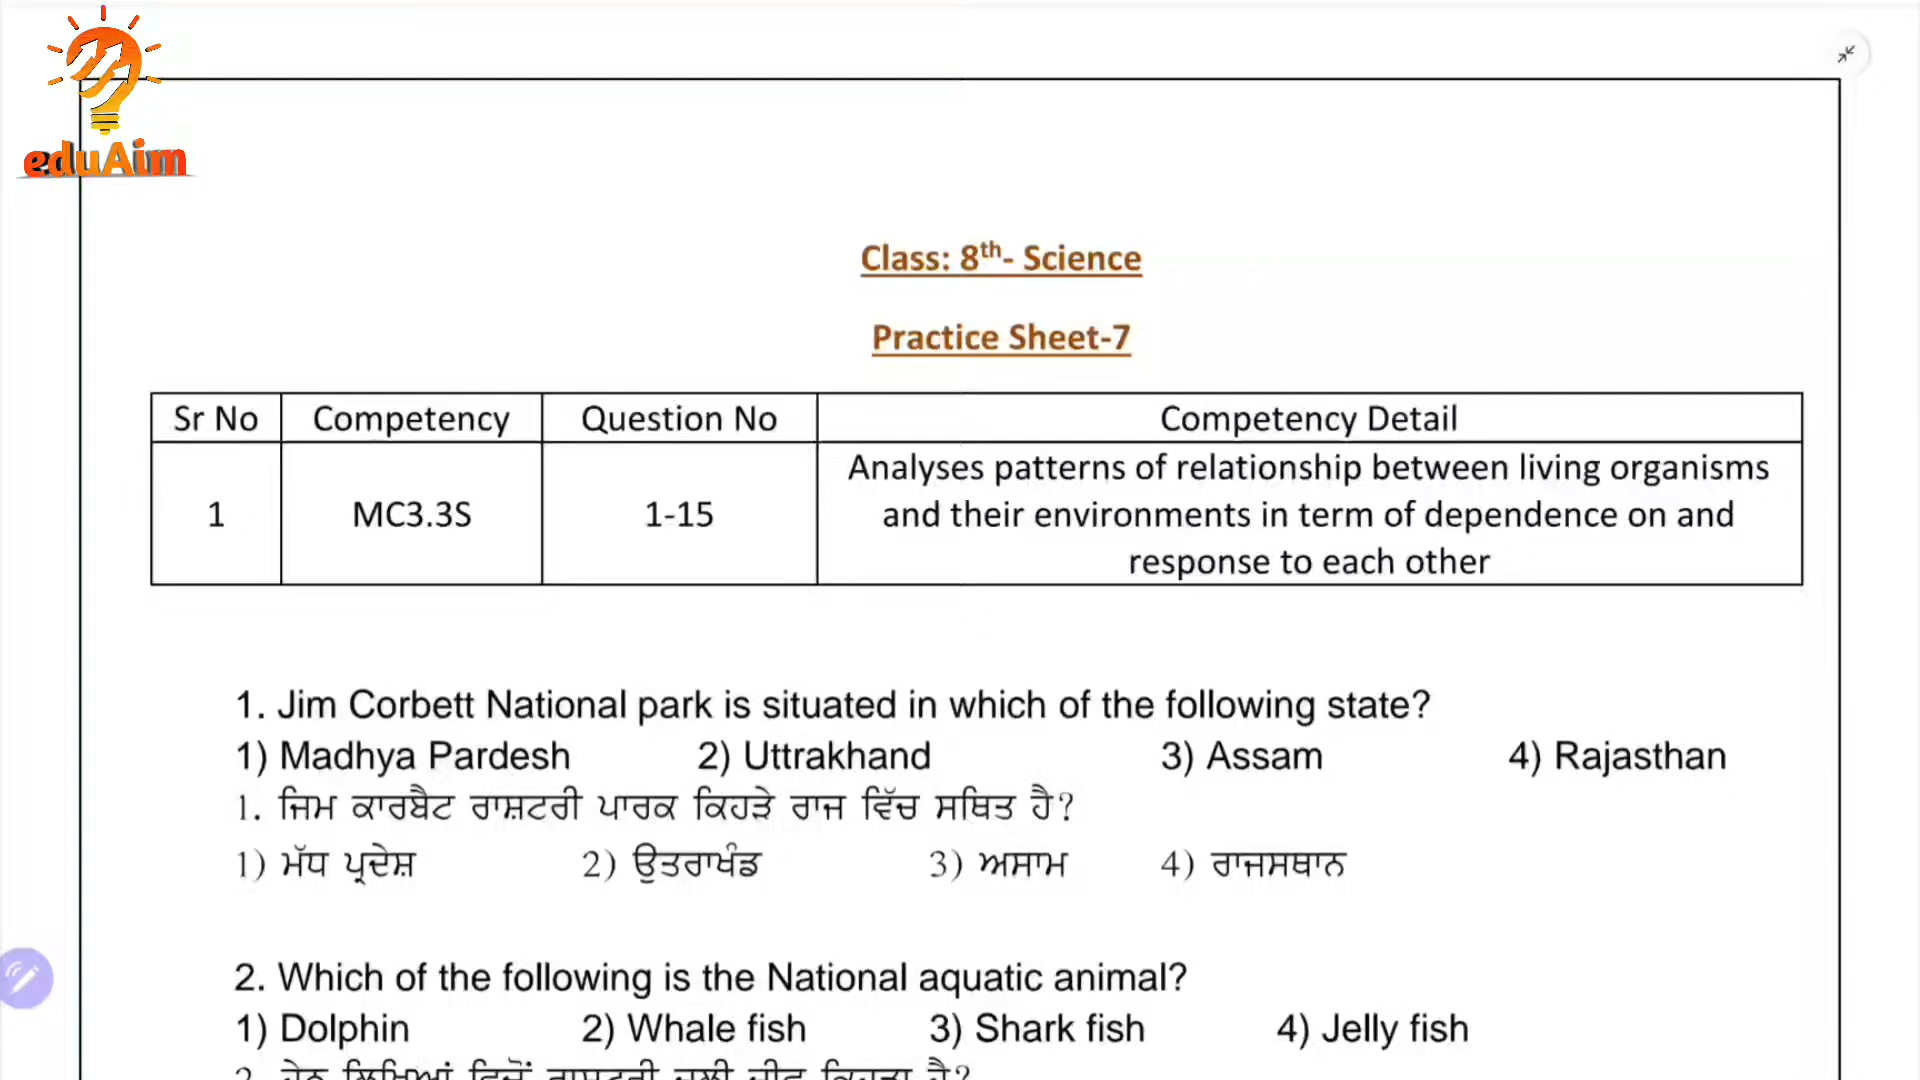 eduAim
Class: 8th- Science
Practice Sheet-7
Sr No Competency Question No Competency Detail
1 MC3.3S 1-15 Analyses patterns of relationship between living organisms
and their environments in term of dependence on and
response to each other
1. Jim Corbett National park is situated in which of the following state?
1) Madhya Pardesh 2) Uttrakhand 3) Assam 4) Rajasthan
1. ਜਿਮ ਕਾਰਬੈਟ ਰਾਸ਼ਟਰੀ ਪਾਰਕ ਕਿਹੜੇ ਰਾਜ ਵਿੱਚ ਸਥਿਤ ਹੈ?
1) ਮੱਧ ਪ੍ਰਦੇਸ਼ 2) ਉਤਰਾਖੰਡ 3) ਅਸਾਮ 4) ਰਾਜਸਥਾਨ
2. Which of the following is the National aquatic animal?
1) Dolphin 2) Whale fish 3) Shark fish 4) Jelly fish